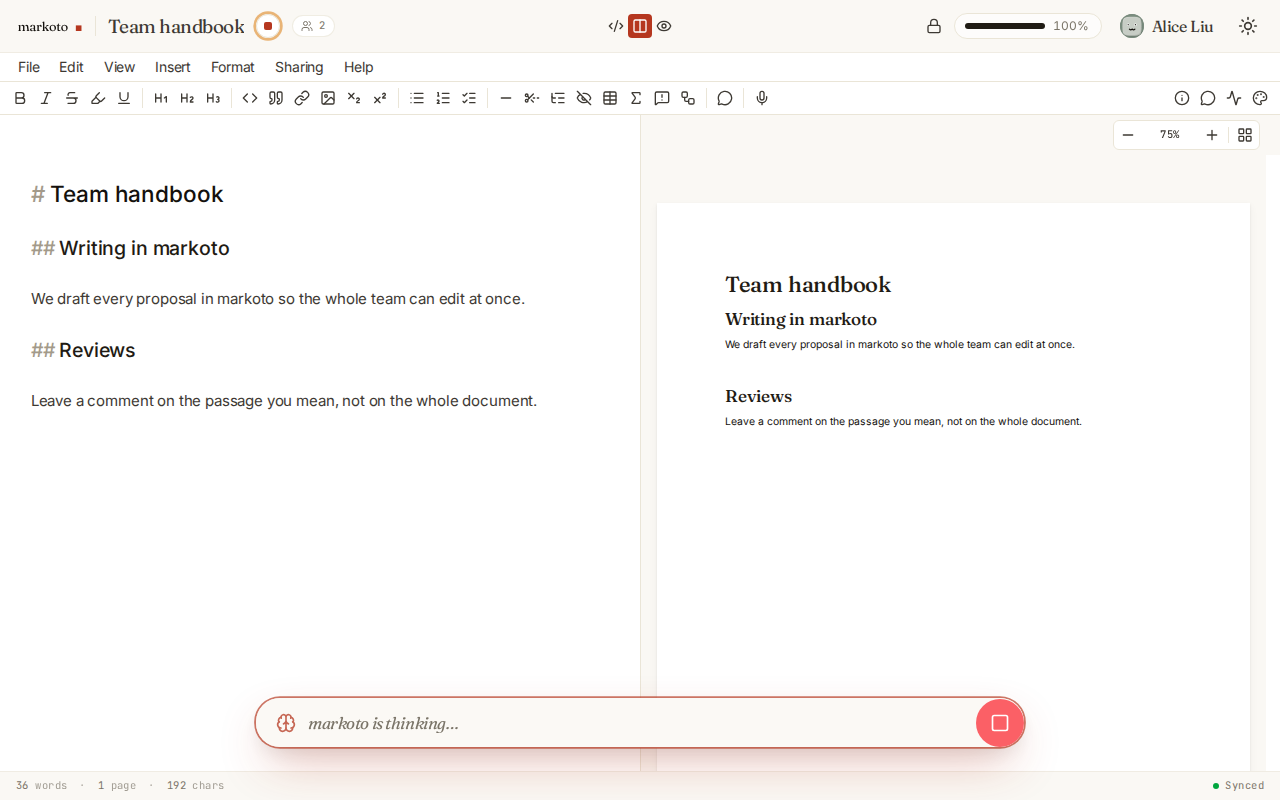 markoto
Team handbook
2
100%
Alice Liu
File Edit View Insert Format Sharing Help
H1 H2 H3
75%
# Team handbook
## Writing in markoto
We draft every proposal in markoto so the whole team can edit at once.
## Reviews
Leave a comment on the passage you mean, not on the whole document.
Team handbook
Writing in markoto
We draft every proposal in markoto so the whole team can edit at once.
Reviews
Leave a comment on the passage you mean, not on the whole document.
markoto is thinking...
36 words · 1 page · 192 chars
Synced